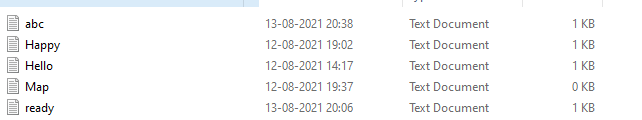 abc 13-08-2021 20:38 Text Document 1 KB
Happy 12-08-2021 19:02 Text Document 1 KB
Hello 12-08-2021 14:17 Text Document 1 KB
Map 12-08-2021 19:37 Text Document 0 KB
ready 13-08-2021 20:06 Text Document 1 KB